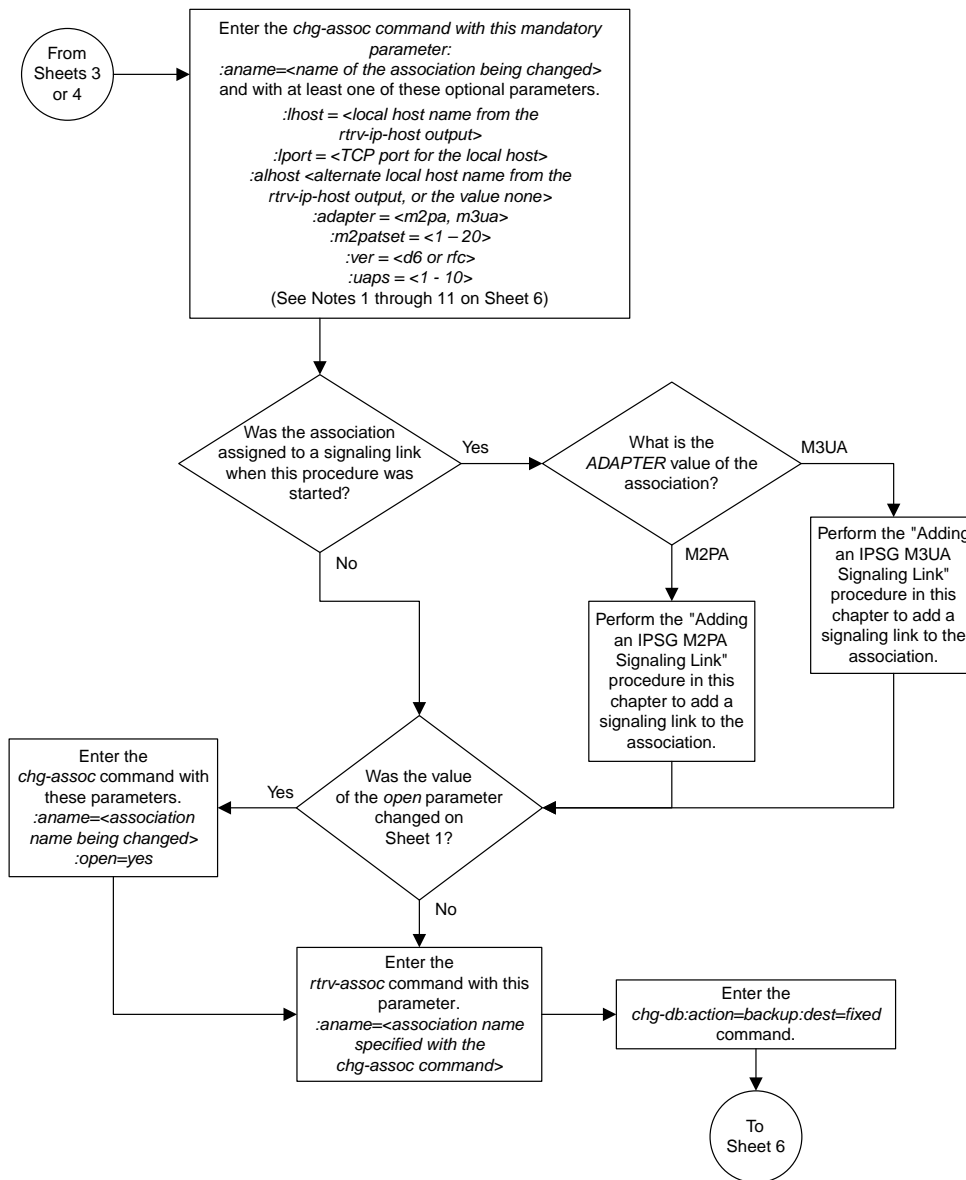 From
Sheets 3
or 4
Enter the chg-assoc command with this mandatory
parameter:
:aname=<name of the association being changed>
and with at least one of these optional parameters.
:lhost = <local host name from the
rtrv-ip-host output>
:lport = <TCP port for the local host>
:alhost <alternate local host name from the
rtrv-ip-host output, or the value none>
:adapter = <m2pa, m3ua>
:m2patset = <1 – 20>
:ver = <d6 or rfc>
:uaps = <1 - 10>
(See Notes 1 through 11 on Sheet 6)
Was the association
assigned to a signaling link
when this procedure was
started?
Yes
No
What is the
ADAPTER value of the
association?
M3UA
M2PA
Perform the "Adding
an IPSG M3UA
Signaling Link"
procedure in this
chapter to add a
signaling link to the
association.
Perform the "Adding
an IPSG M2PA
Signaling Link"
procedure in this
chapter to add a
signaling link to the
association.
Was the value
of the open parameter
changed on
Sheet 1?
Yes
No
Enter the
chg-assoc command with
these parameters.
:aname=<association
name being changed>
:open=yes
Enter the
rtrv-assoc command with this
parameter.
:aname=<association name
specified with the
chg-assoc command>
Enter the
chg-db:action=backup:dest=fixed
command.
To
Sheet 6